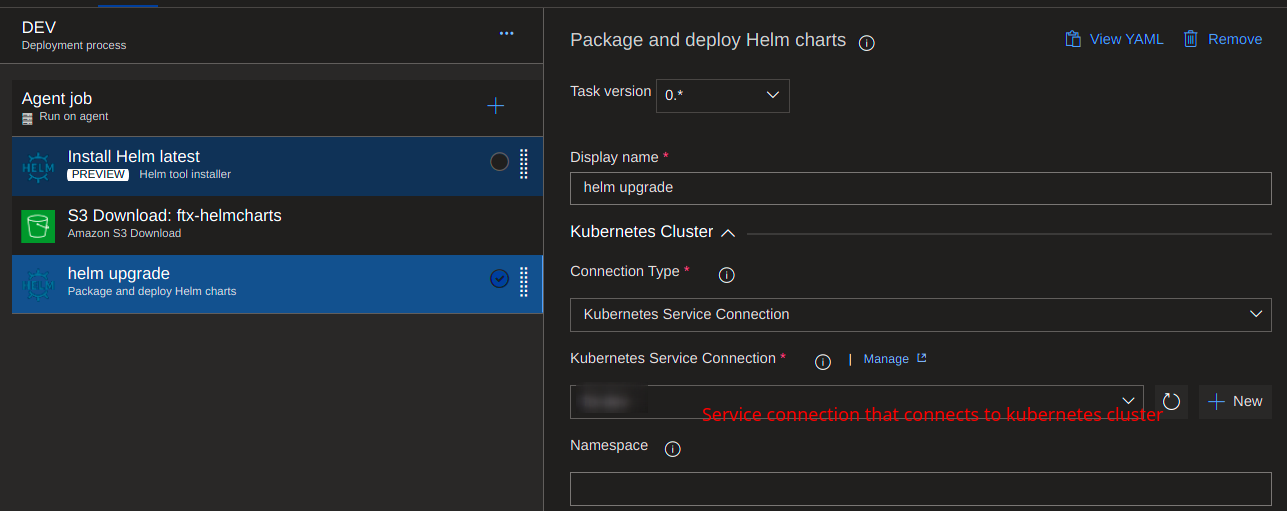 DEV
Deployment process
Agent job
Run on agent
HELM
Install Helm latest
PREVIEW Helm tool installer
S3 Download: ftx-helmcharts
Amazon S3 Download
HELM
helm upgrade
Package and deploy Helm charts
Package and deploy Helm charts
View YAML
Remove
Task version 0.*
Display name *
helm upgrade
Kubernetes Cluster
Connection Type *
Kubernetes Service Connection
Kubernetes Service Connection * | Manage
Service connection that connects to kubernetes cluster
New
Namespace